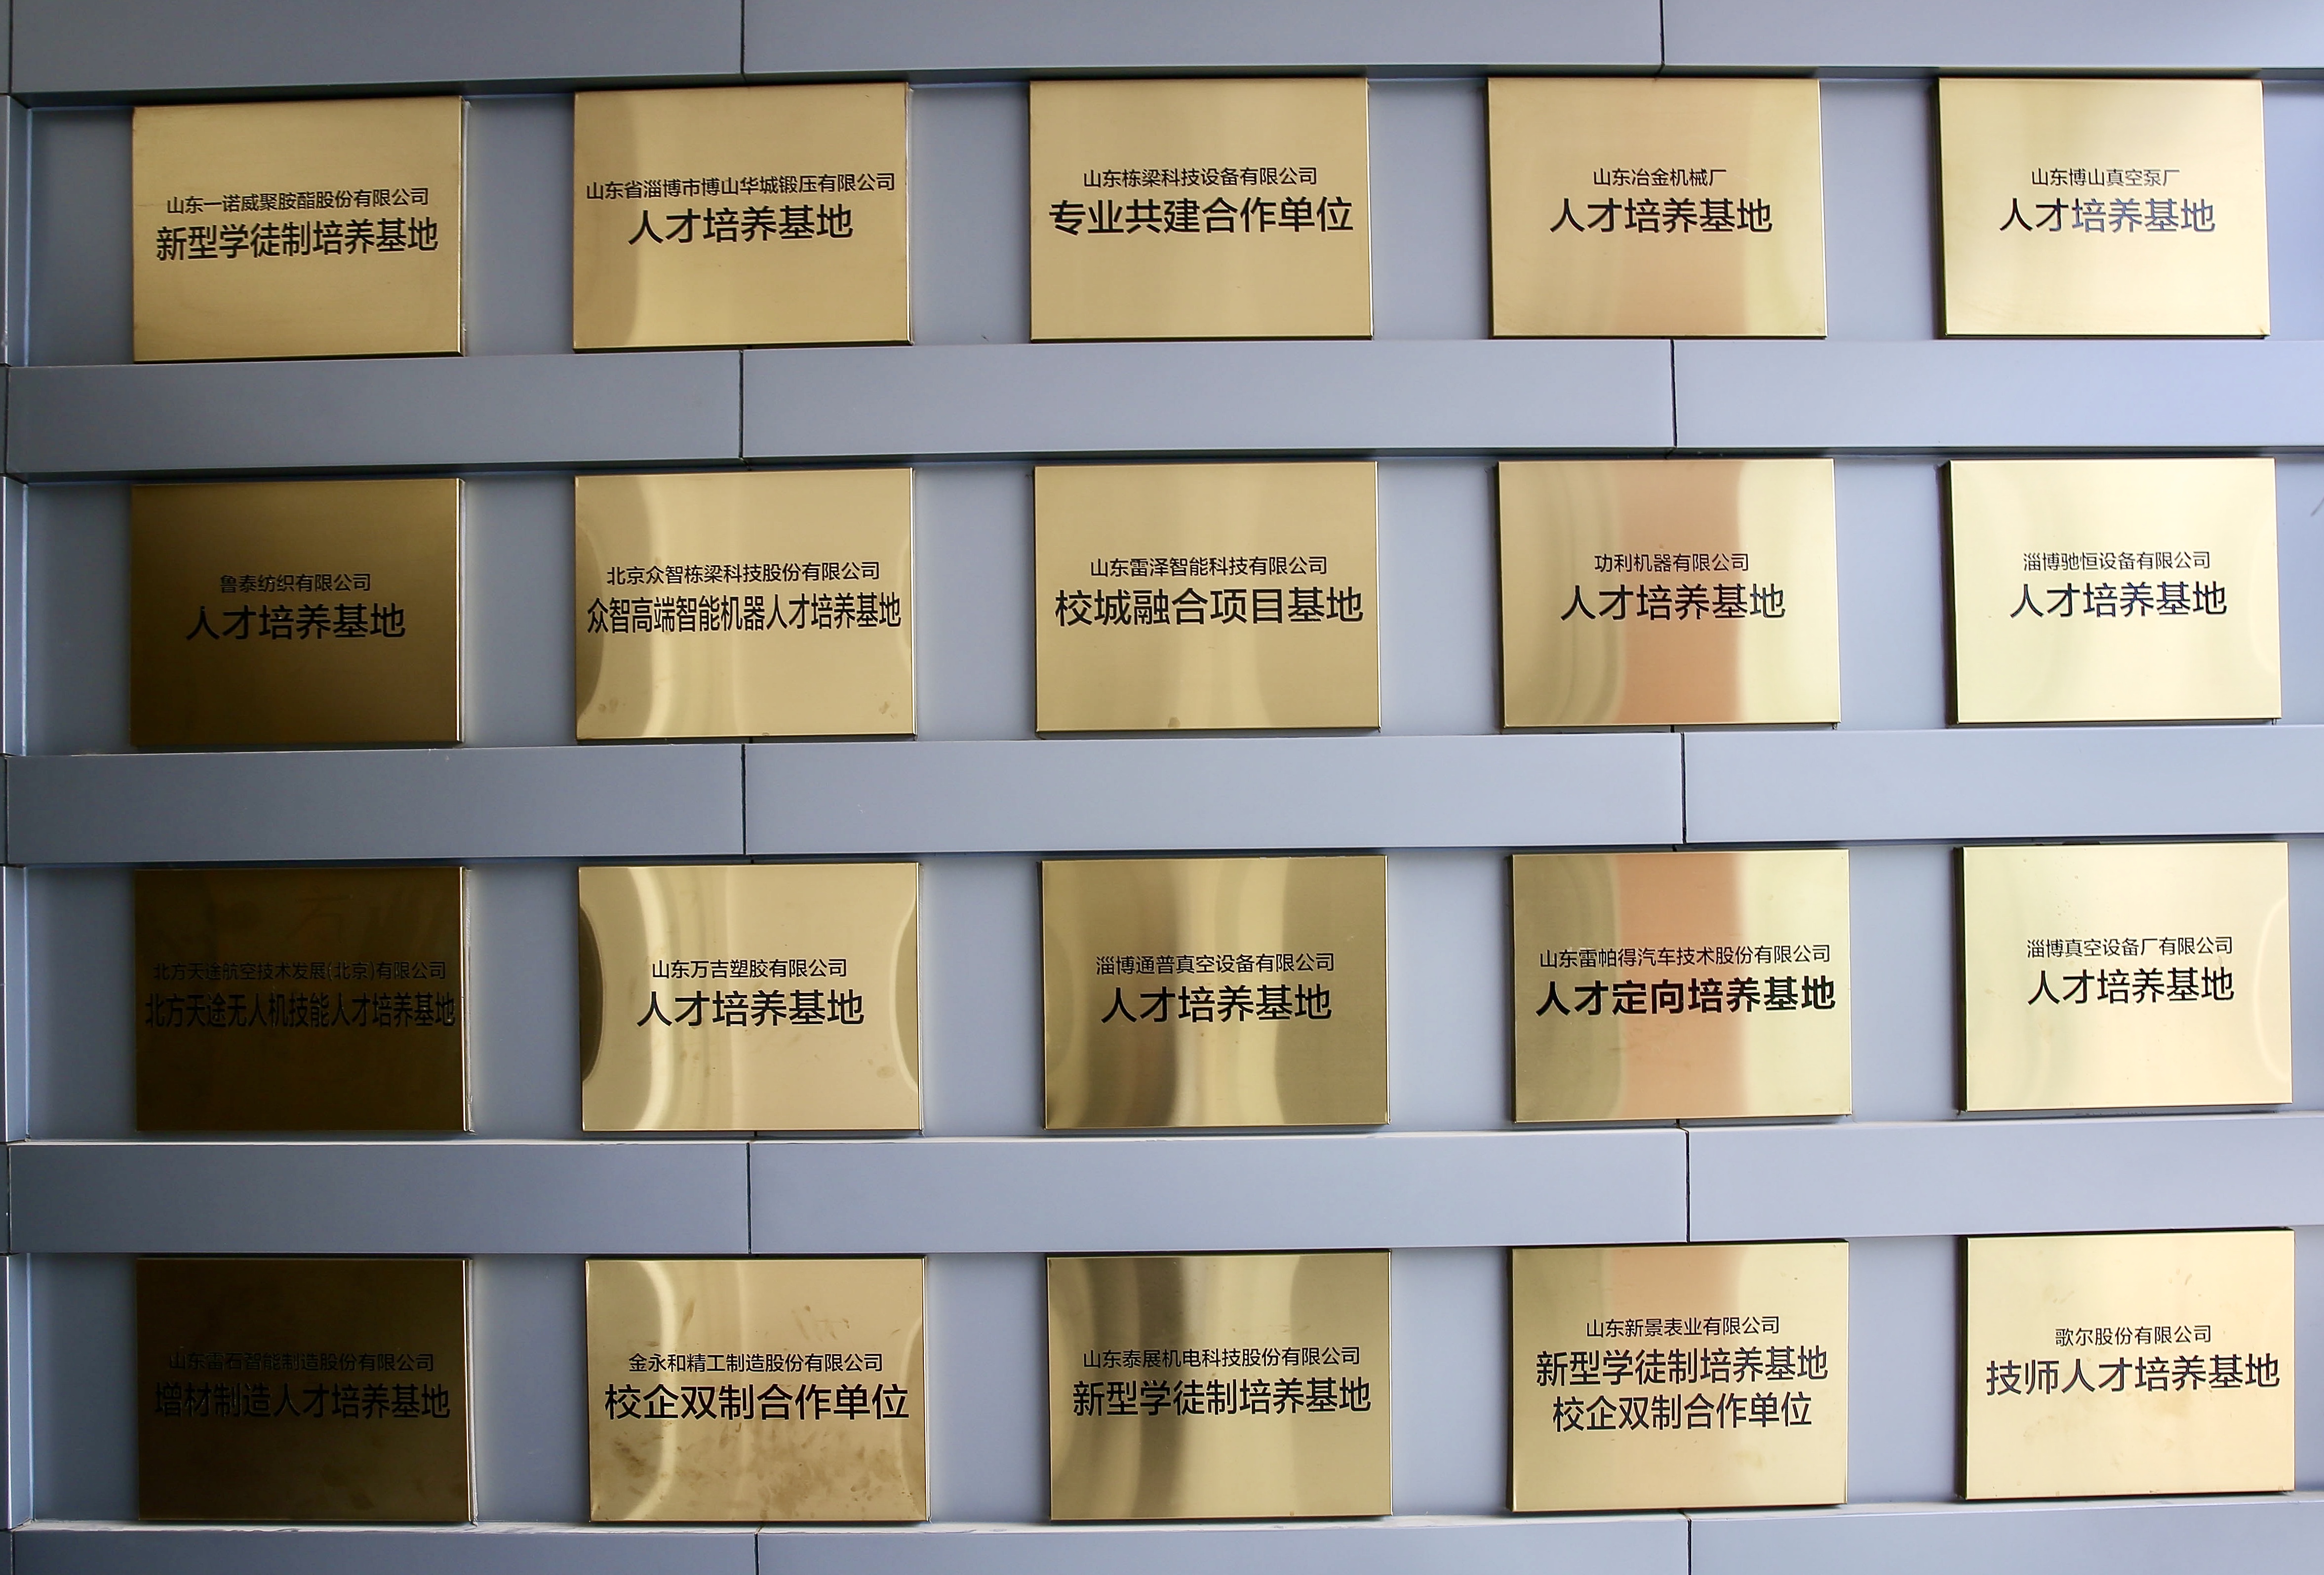 山东一诺威聚胺酯股份有限公司
新型学徒制培养基地
山东省淄博市博山华城锻压有限公司
人才培养基地
山东栋梁科技设备有限公司
专业共建合作单位
山东冶金机械厂
人才培养基地
山东博山真空泵厂
人才培养基地
鲁泰纺织有限公司
人才培养基地
北京众智栋梁科技股份有限公司
众智高端智能机器人才培养基地
山东雷泽智能科技有限公司
校城融合项目基地
功利机器有限公司
人才培养基地
淄博驰恒设备有限公司
人才培养基地
北方天途航空技术发展(北京)有限公司
北方天途无人机技能人才培养基地
山东万吉塑胶有限公司
人才培养基地
淄博通普真空设备有限公司
人才培养基地
山东雷帕得汽车技术股份有限公司
人才定向培养基地
淄博真空设备厂有限公司
人才培养基地
山东雷石智能制造股份有限公司
增材制造人才培养基地
金永和精工制造股份有限公司
校企双制合作单位
山东泰展机电科技股份有限公司
新型学徒制培养基地
山东新景表业有限公司
新型学徒制培养基地
校企双制合作单位
歌尔股份有限公司
技师人才培养基地